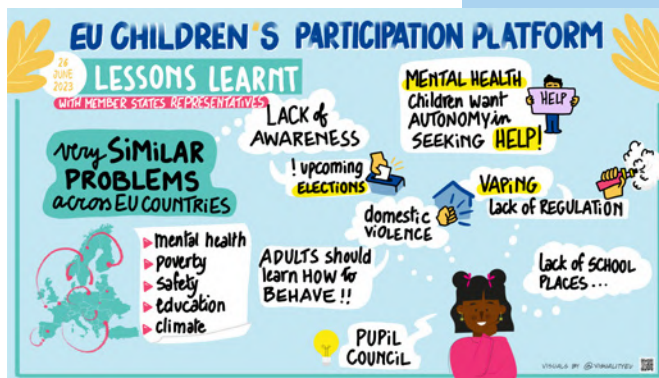 EU CHILDREN'S PARTICIPATION PLATFORM
26
JUNE
2023
LESSONS LEARNT
WITH MEMBER STATES REPRESENTATIVES
very SiMiLAR
PROBLEMS
across EU COUNTRIES
mental health
poverty
safety
education
climate
LACK of
AWARENESS
! upcoming
ELECTIONS
MENTAL HEALTH
children want
AUTONOMY in
SEEKING HELP!
HELP
VAPING
lack of REGULATION
domestic
VIOLENCE
ADULTS should
learn HOW to
BEHAVE !!
lack of SCHOOL
PLACES...
PUPIL
COUNCIL
VISUALS BY @VISUALITYEU